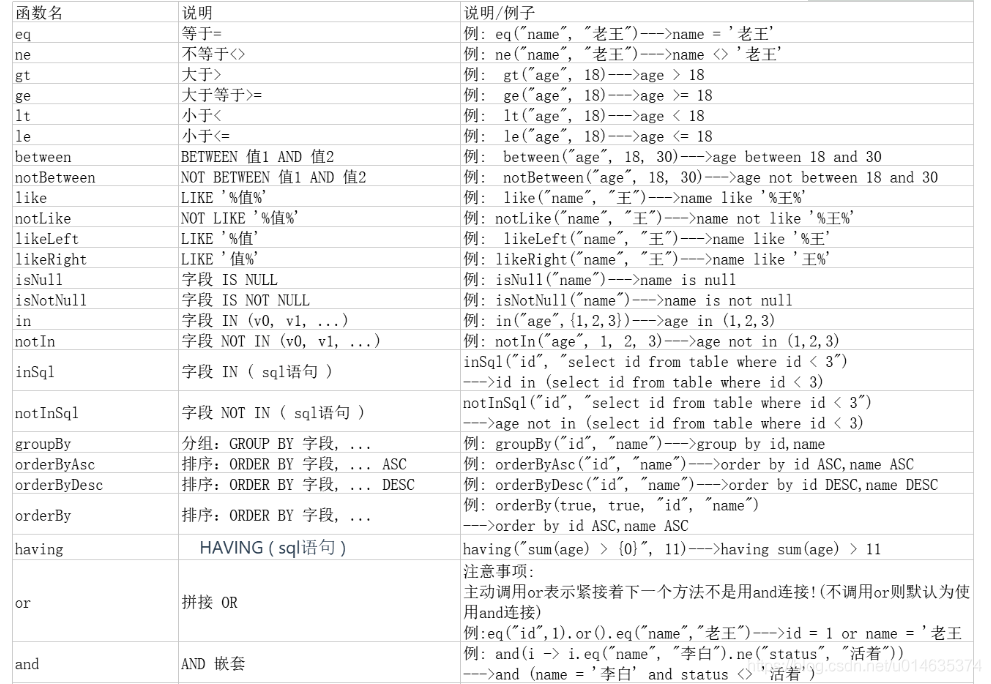 函数名 说明 说明/例子
eq 等于= 例: eq("name", "老王")--->name = '老王'
ne 不等于<> 例: ne("name", "老王")--->name <> '老王'
gt 大于> 例: gt("age", 18)--->age > 18
ge 大于等于>= 例: ge("age", 18)--->age >= 18
lt 小于< 例: lt("age", 18)--->age < 18
le 小于<= 例: le("age", 18)--->age <= 18
between BETWEEN 值1 AND 值2 例: between("age", 18, 30)--->age between 18 and 30
notBetween NOT BETWEEN 值1 AND 值2 例: notBetween("age", 18, 30)--->age not between 18 and 30
like LIKE '%值%' 例: like("name", "王")--->name like '%王%'
notLike NOT LIKE '%值%' 例: notLike("name", "王")--->name not like '%王%'
likeLeft LIKE '%值' 例: likeLeft("name", "王")--->name like '%王'
likeRight LIKE '值%' 例: likeRight("name", "王")--->name like '王%'
isNull 字段 IS NULL 例: isNull("name")--->name is null
isNotNull 字段 IS NOT NULL 例: isNotNull("name")--->name is not null
in 字段 IN (v0, v1, ...) 例: in("age",{1,2,3})--->age in (1,2,3)
notIn 字段 NOT IN (v0, v1, ...) 例: notIn("age", 1, 2, 3)--->age not in (1,2,3)
inSql 字段 IN ( sql语句 ) inSql("id", "select id from table where id < 3")
--->id in (select id from table where id < 3)
notInSql 字段 NOT IN ( sql语句 ) notInSql("id", "select id from table where id < 3")
--->age not in (select id from table where id < 3)
groupBy 分组: GROUP BY 字段, ... 例: groupBy("id", "name")--->group by id,name
orderByAsc 排序: ORDER BY 字段, ... ASC 例: orderByAsc("id", "name")--->order by id ASC,name ASC
orderByDesc 排序: ORDER BY 字段, ... DESC 例: orderByDesc("id", "name")--->order by id DESC,name DESC
orderBy 排序: ORDER BY 字段, ... 例: orderBy(true, true, "id", "name")
--->order by id ASC,name ASC
having HAVING ( sql语句 ) having("sum(age) > {0}", 11)--->having sum(age) > 11
注意事项:
or 拼接 OR 主动调用or表示紧接着下一个方法不是用and连接!(不调用or则默认为使
用and连接)
例:eq("id",1).or().eq("name","老王")--->id = 1 or name = '老王
and AND 嵌套 例: and(i -> i.eq("name", "李白").ne("status", "活着"))
--->and (name = '李白' and status <> '活着')
https://blog.csdn.net/u014635374